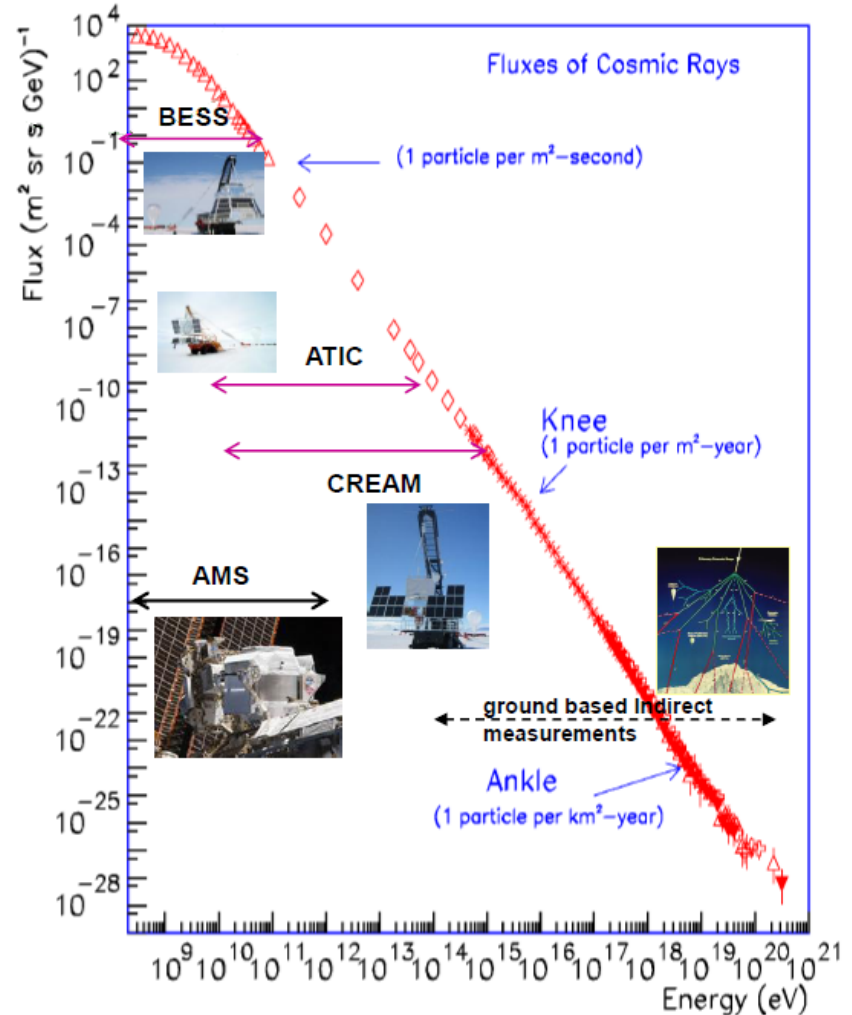 Fluxes of Cosmic Rays
Flux (m² sr s GeV)⁻¹
10⁴
10²
10⁻¹
10⁻⁴
10⁻⁷
10⁻¹⁰
10⁻¹³
10⁻¹⁶
10⁻¹⁹
10⁻²²
10⁻²⁵
10⁻²⁸
BESS
(1 particle per m²–second)
ATIC
Knee
(1 particle per m²–year)
CREAM
AMS
ground based Indirect
measurements
Ankle
(1 particle per km²–year)
10⁹ 10¹⁰ 10¹¹ 10¹² 10¹³ 10¹⁴ 10¹⁵ 10¹⁶ 10¹⁷ 10¹⁸ 10¹⁹ 10²⁰ 10²¹
Energy (eV)